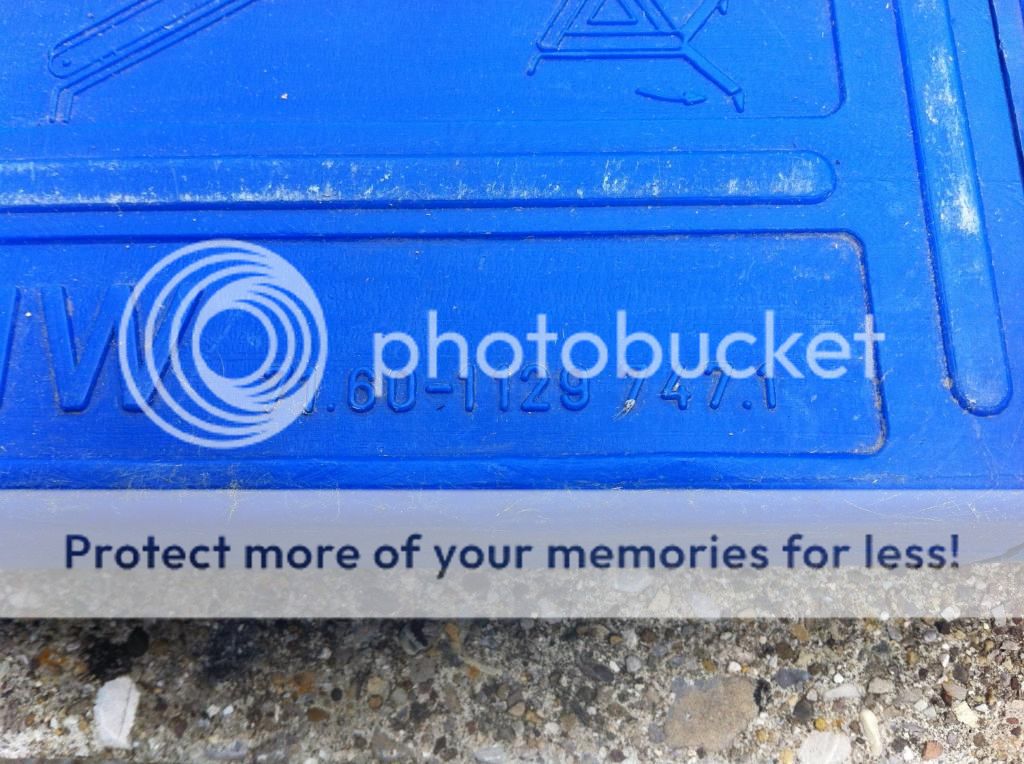 photobucket
.60-1129 747.1
Protect more of your memories for less!